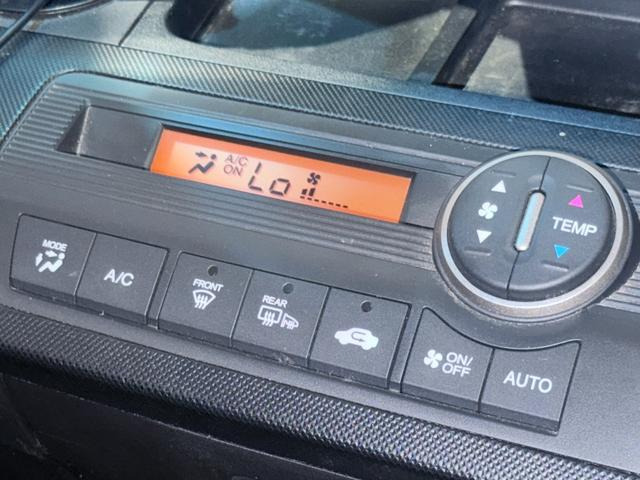 A/C
ON
Lo
TEMP
MODE
A/C
FRONT
REAR
ON/
OFF
AUTO